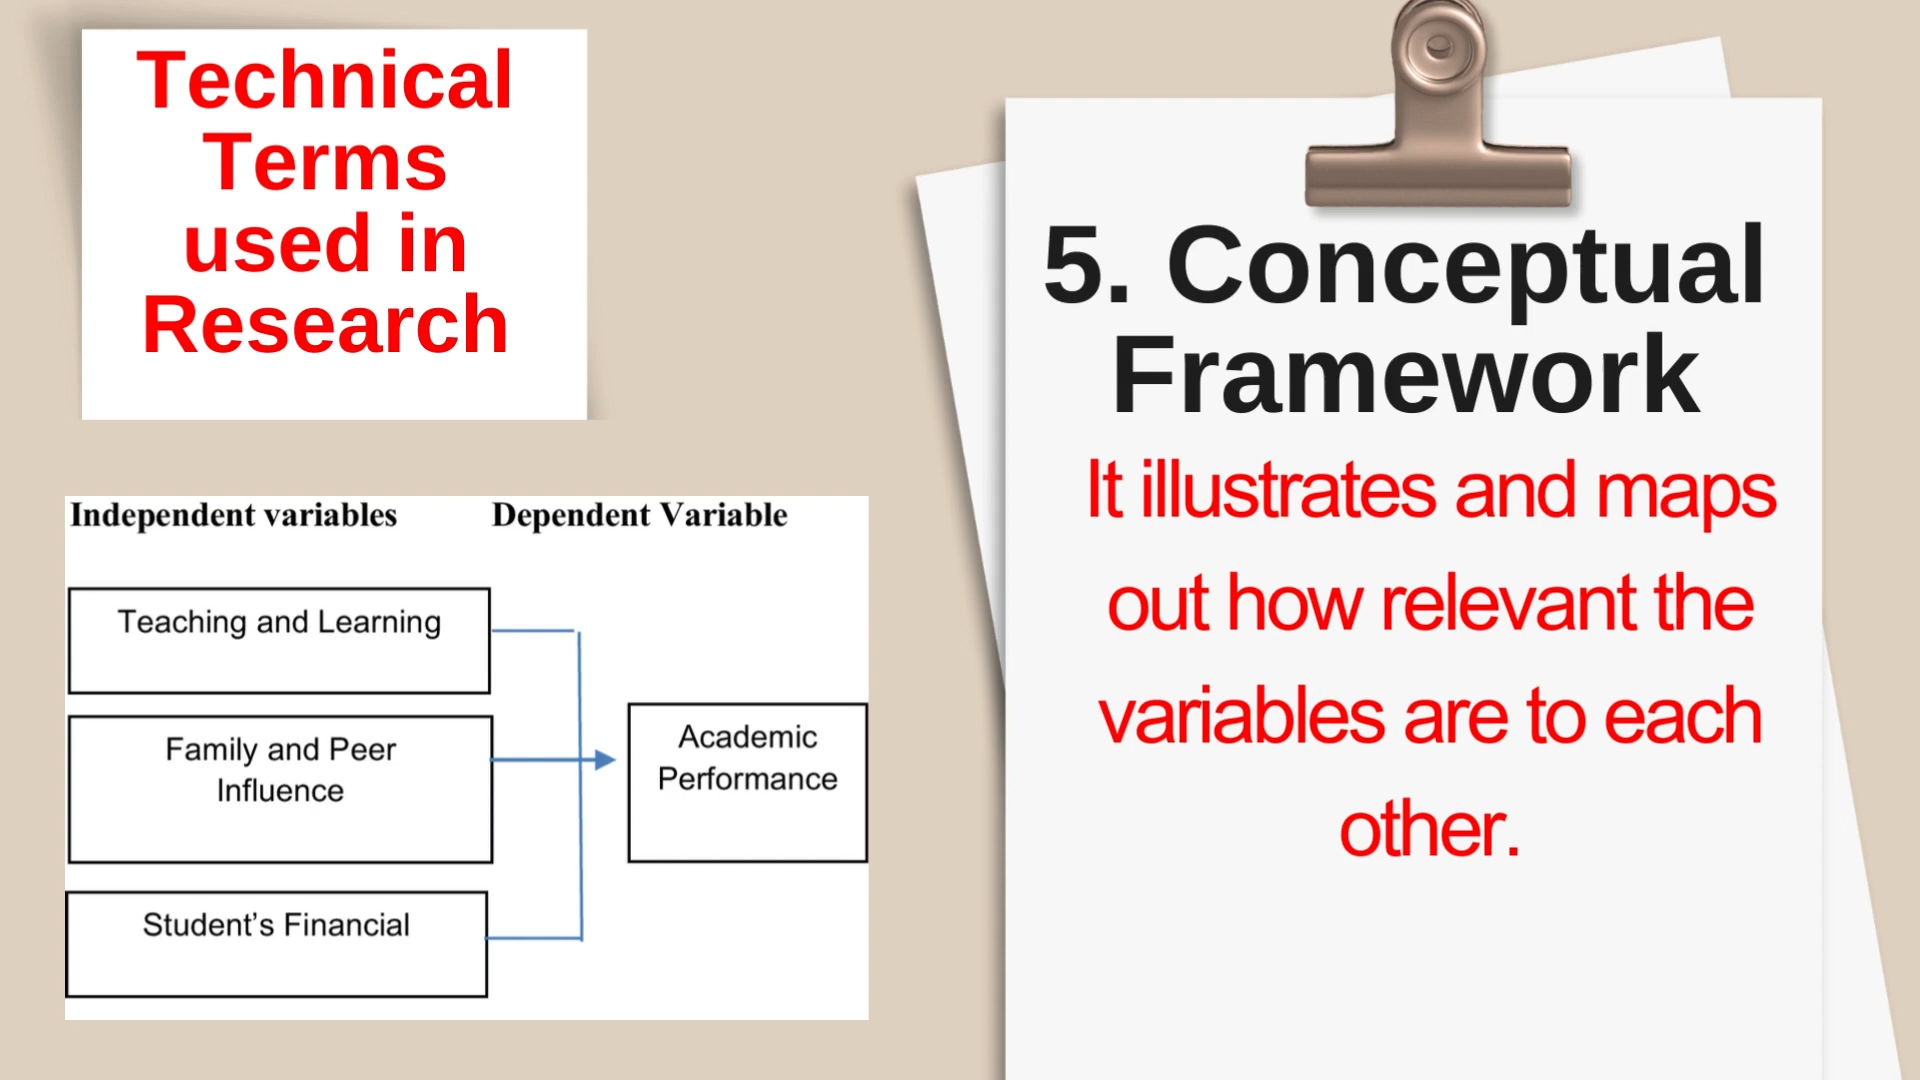 Technical
Terms
used in
Research
5. Conceptual
Framework
It illustrates and maps
out how relevant the
variables are to each
other.
Independent variables
Dependent Variable
Teaching and Learning
Family and Peer
Influence
Student’s Financial
Academic
Performance